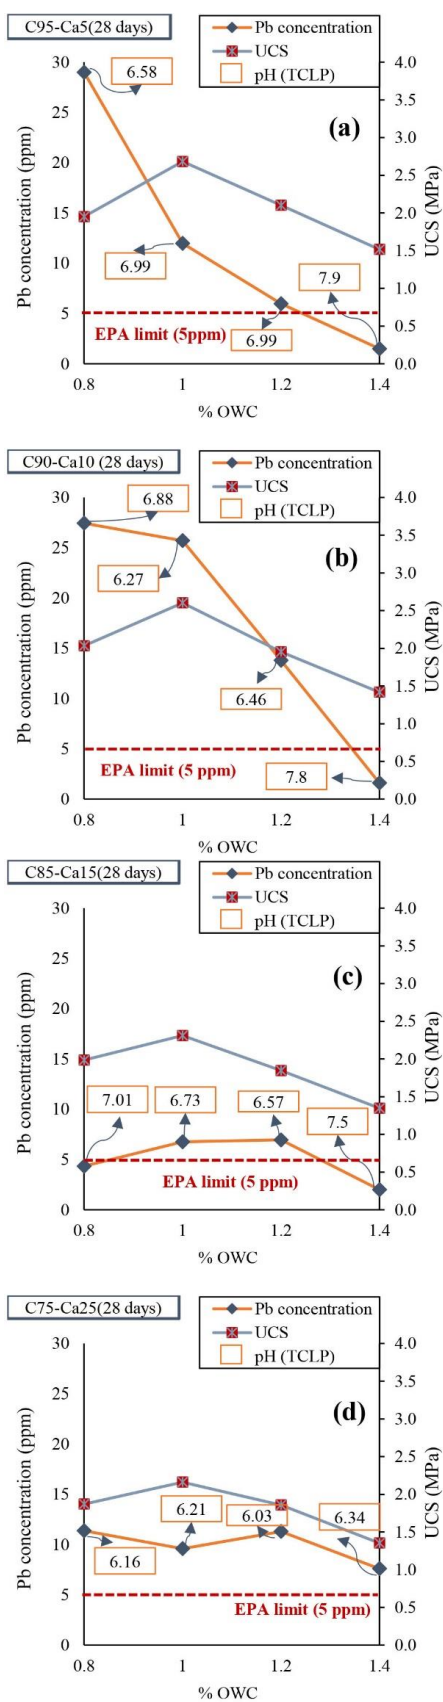 C95-Ca5(28 days)
Pb concentration
UCS
pH (TCLP)
(a)
30
25
20
15
10
5
0
4.0
3.5
3.0
2.5
2.0
1.5
1.0
0.5
0.0
Pb concentration (ppm)
UCS (MPa)
6.58
6.99
6.99
7.9
EPA limit (5ppm)
0.8
1
1.2
1.4
% OWC
C90-Ca10 (28 days)
Pb concentration
UCS
pH (TCLP)
(b)
30
25
20
15
10
5
0
4.0
3.5
3.0
2.5
2.0
1.5
1.0
0.5
0.0
Pb concentration (ppm)
UCS (MPa)
6.88
6.27
6.46
7.8
EPA limit (5 ppm)
0.8
1
1.2
1.4
% OWC
C85-Ca15(28 days)
Pb concentration
UCS
pH (TCLP)
(c)
30
25
20
15
10
5
0
4.0
3.5
3.0
2.5
2.0
1.5
1.0
0.5
0.0
Pb concentration (ppm)
UCS (MPa)
7.01
6.73
6.57
7.5
EPA limit (5 ppm)
0.8
1
1.2
1.4
% OWC
C75-Ca25(28 days)
Pb concentration
UCS
pH (TCLP)
(d)
30
25
20
15
10
5
0
4.0
3.5
3.0
2.5
2.0
1.5
1.0
0.5
0.0
Pb concentration (ppm)
UCS (MPa)
6.16
6.21
6.03
6.34
EPA limit (5 ppm)
0.8
1
1.2
1.4
% OWC